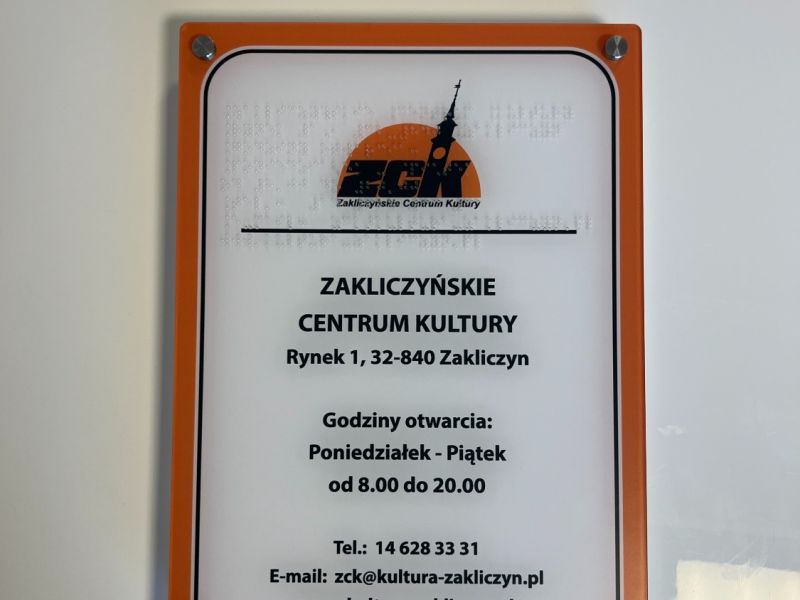 zck
Zakliczyńskie Centrum Kultury
ZAKLICZYŃSKIE
CENTRUM KULTURY
Rynek 1, 32-840 Zakliczyn
Godziny otwarcia:
Poniedziałek - Piątek
od 8.00 do 20.00
Tel.: 14 628 33 31
E-mail: zck@kultura-zakliczyn.pl